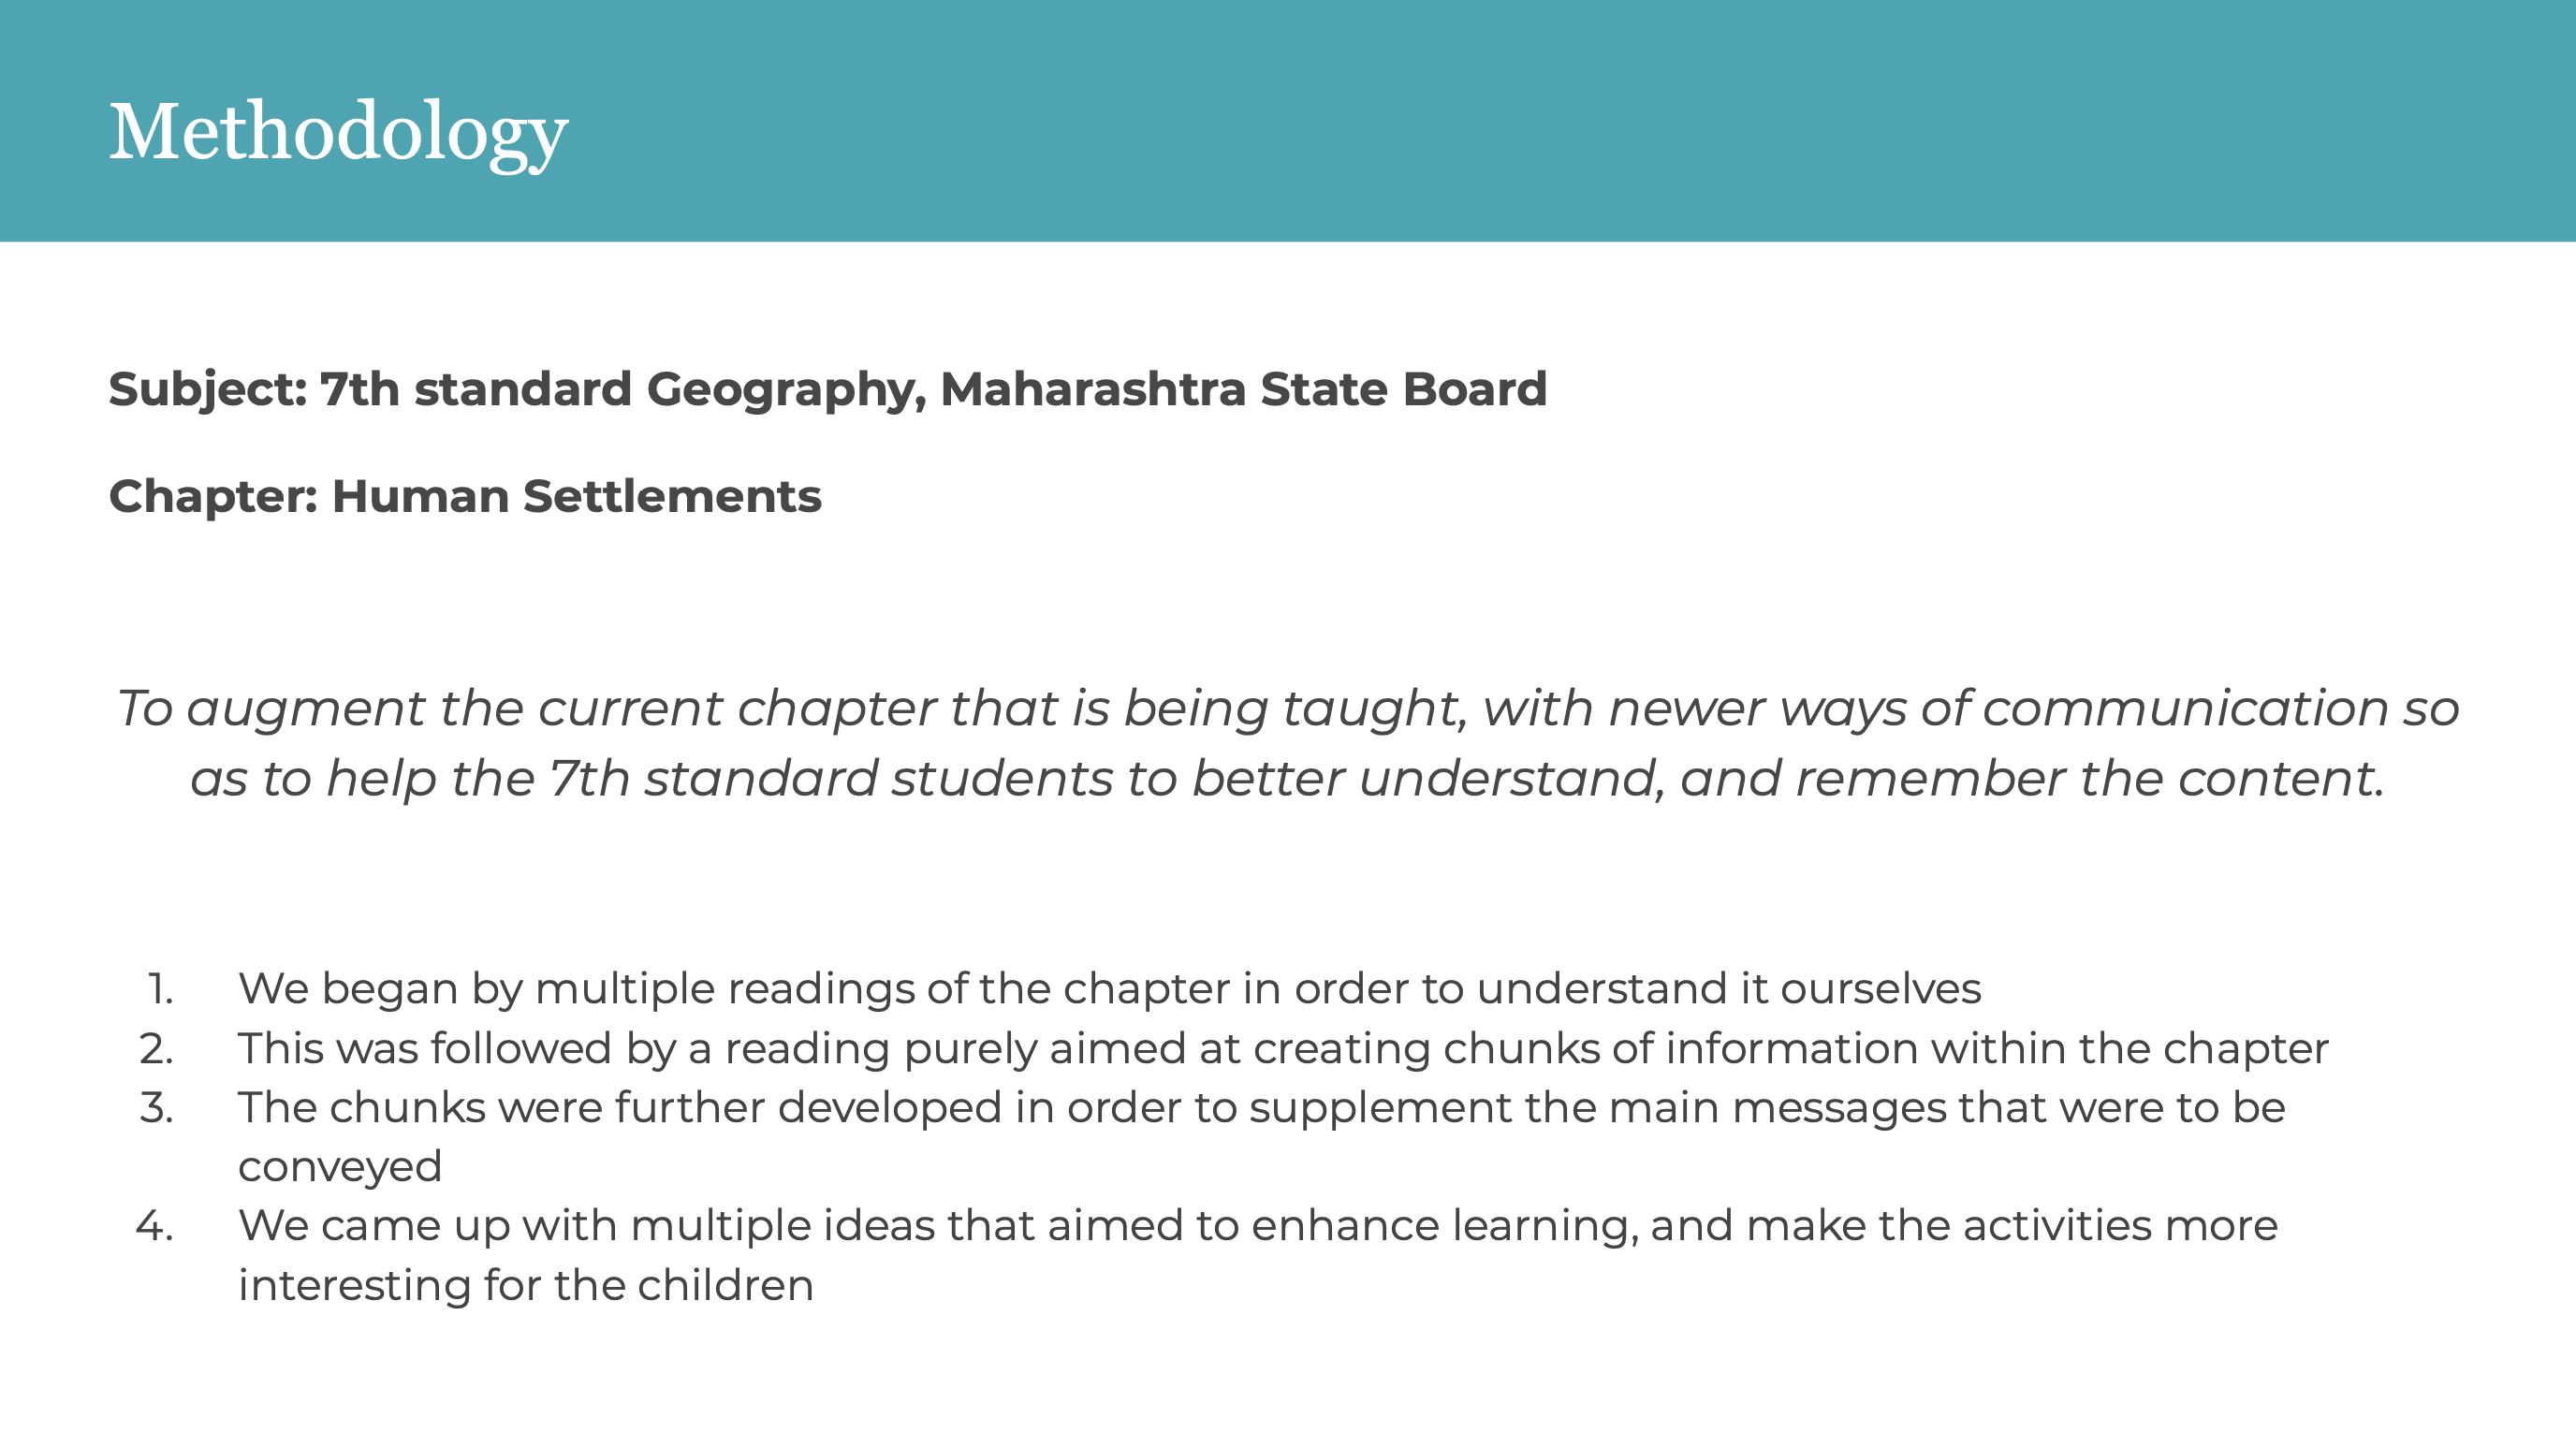 Methodology
Subject: 7th standard Geography, Maharashtra State Board
Chapter: Human Settlements
To augment the current chapter that is being taught, with newer ways of communication so
as to help the 7th standard students to better understand, and remember the content.
1. We began by multiple readings of the chapter in order to understand it ourselves
2. This was followed by a reading purely aimed at creating chunks of information within the chapter
3. The chunks were further developed in order to supplement the main messages that were to be
conveyed
4. We came up with multiple ideas that aimed to enhance learning, and make the activities more
interesting for the children